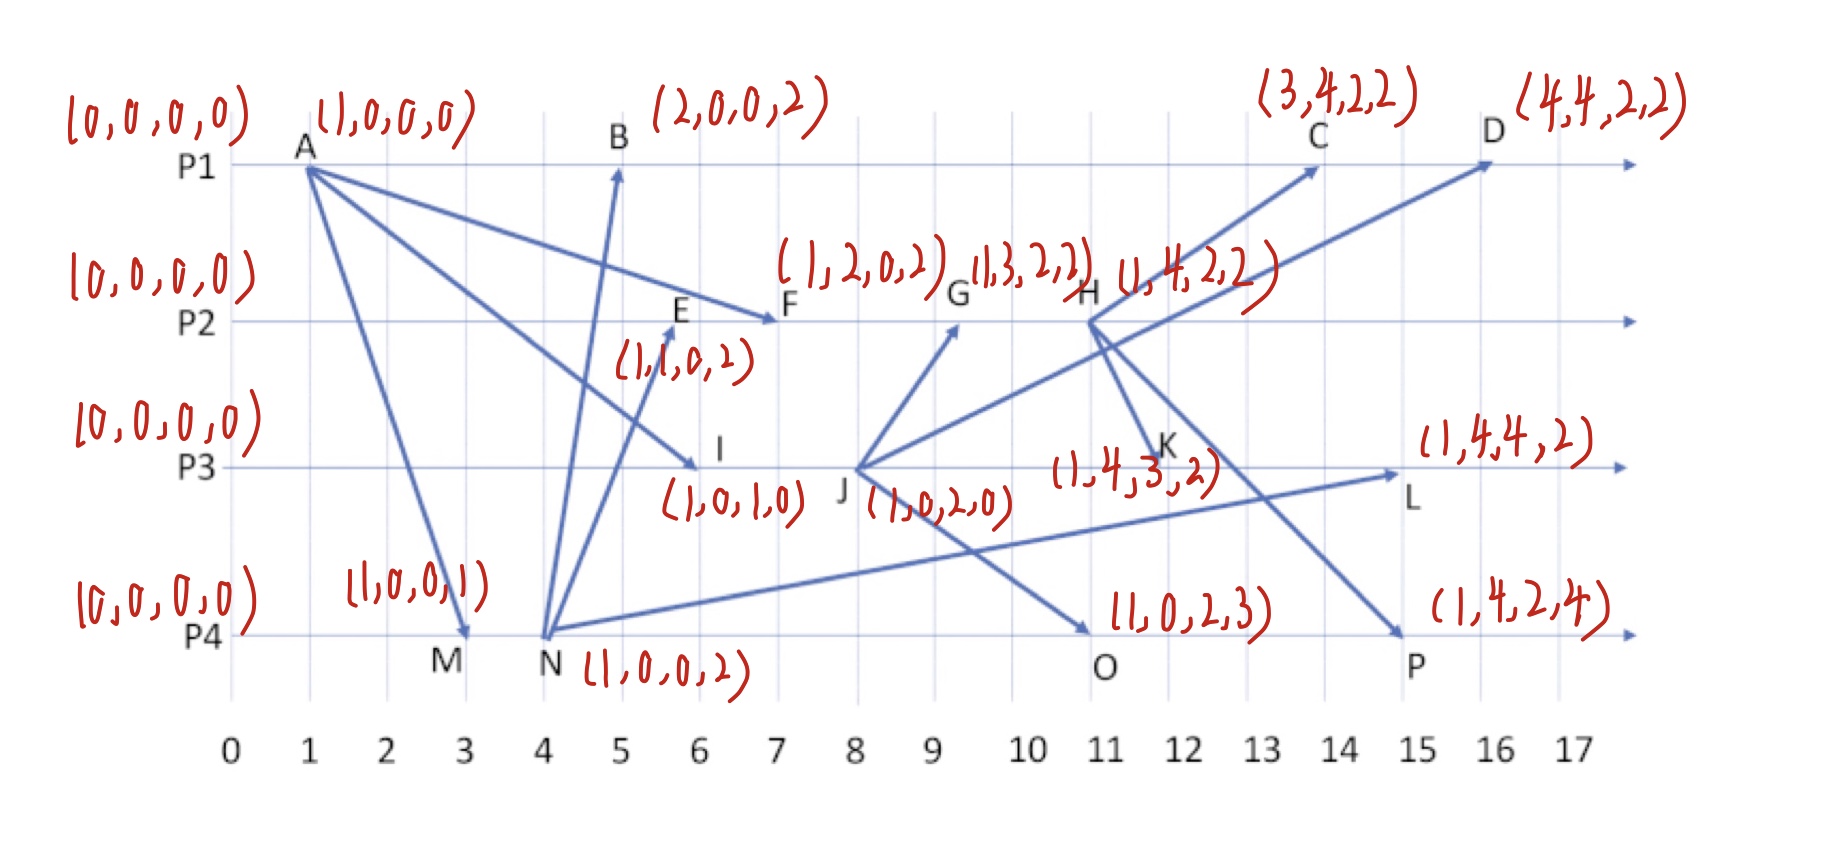 (0,0,0,0) (1,0,0,0) (2,0,0,2) (3,4,2,2) (4,4,2,2)
A B C D
P1
(0,0,0,0) (1,2,0,2) (1,3,2,2) (1,4,2,2)
E F G H
P2
(1,1,0,2)
(0,0,0,0) (1,4,4,2)
I K
P3 (1,4,3,2)
(1,0,1,0) J (1,0,2,0) L
(0,0,0,0) (1,0,0,1) (1,0,2,3) (1,4,2,4)
P4
M N (1,0,0,2) O P
0 1 2 3 4 5 6 7 8 9 10 11 12 13 14 15 16 17